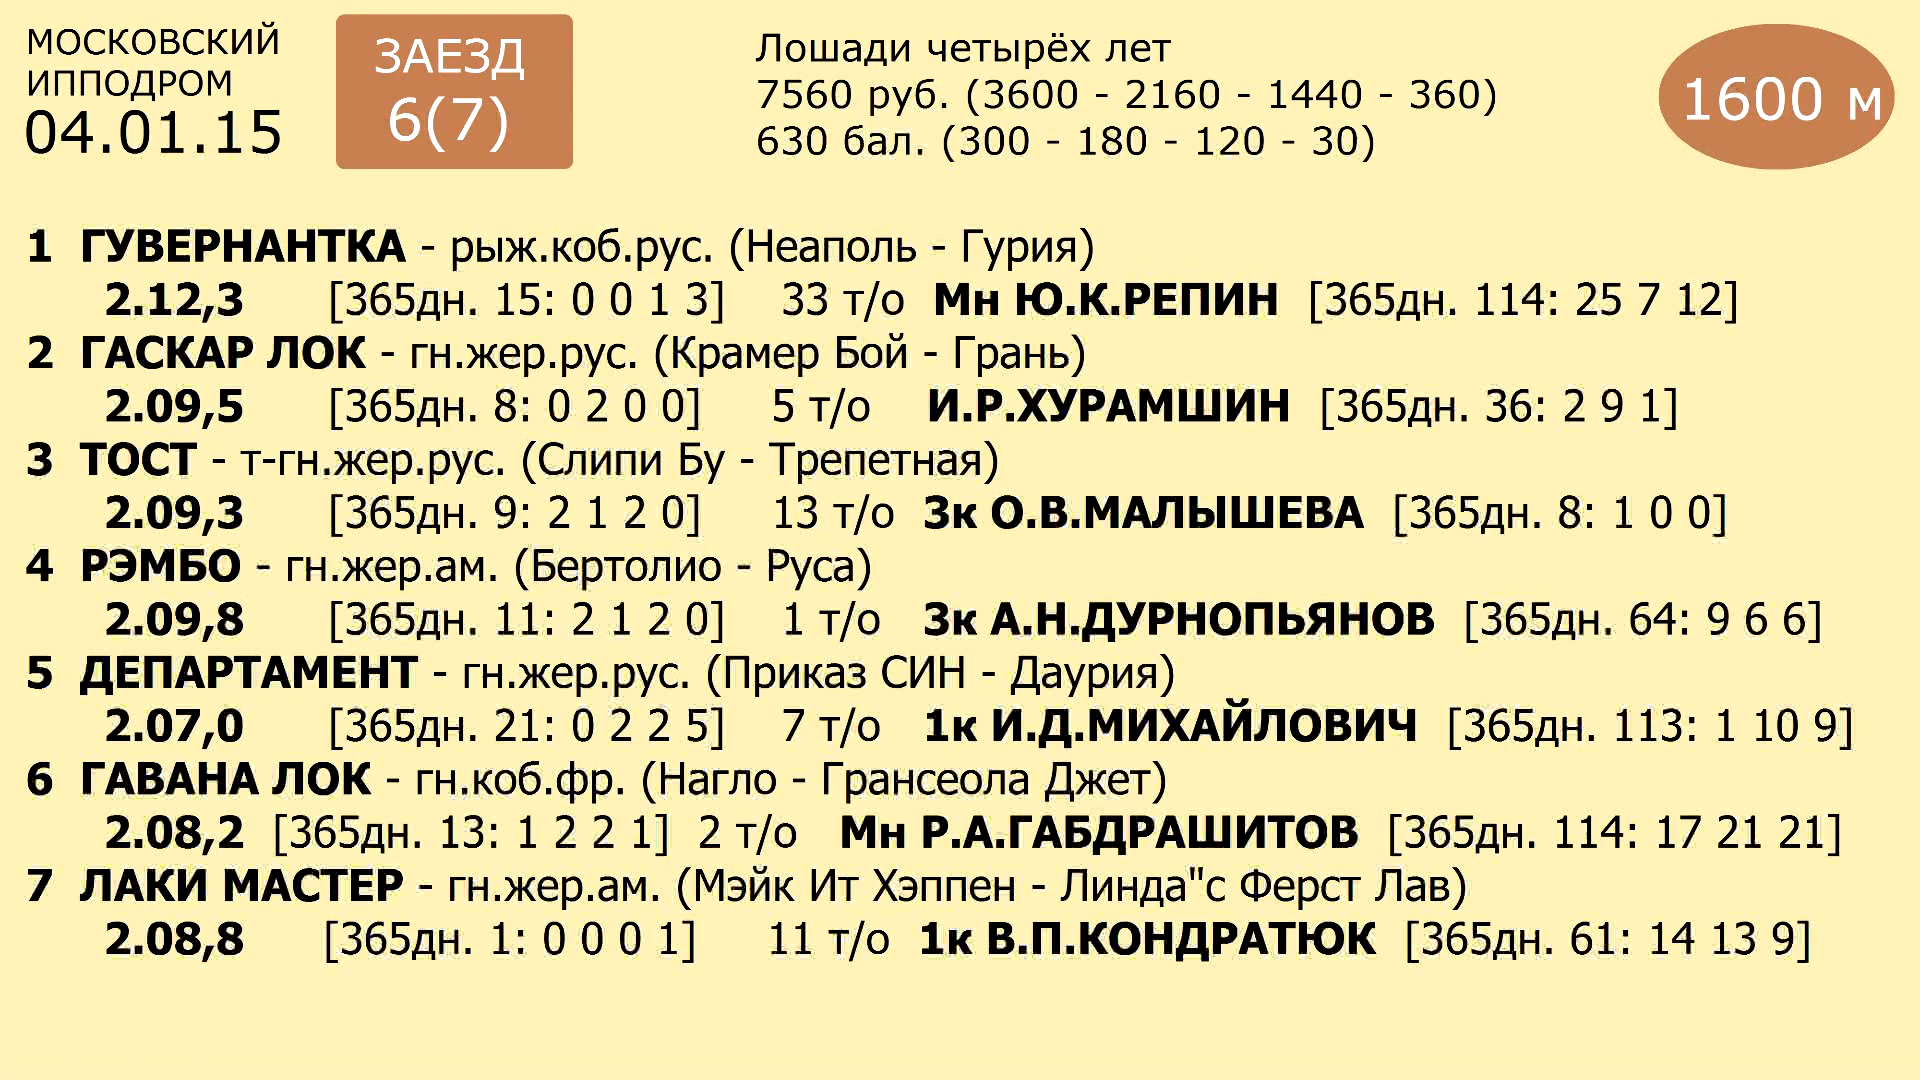 МОСКОВСКИЙ
ИППОДРОМ
04.01.15
ЗАЕЗД
6(7)
Лошади четырёх лет
7560 руб. (3600 - 2160 - 1440 - 360)
630 бал. (300 - 180 - 120 - 30)
1600 м
1 ГУВЕРНАНТКА - рыж.коб.рус. (Неаполь - Гурия)
2.12,3 [365дн. 15: 0 0 1 3] 33 т/о Мн Ю.К.РЕПИН [365дн. 114: 25 7 12]
2 ГАСКАР ЛОК - гн.жер.рус. (Крамер Бой - Грань)
2.09,5 [365дн. 8: 0 2 0 0] 5 т/о И.Р.ХУРАМШИН [365дн. 36: 2 9 1]
3 ТОСТ - т-гн.жер.рус. (Слипи Бу - Трепетная)
2.09,3 [365дн. 9: 2 1 2 0] 13 т/о 3к О.В.МАЛЫШЕВА [365дн. 8: 1 0 0]
4 РЭМБО - гн.жер.ам. (Бертолио - Руса)
2.09,8 [365дн. 11: 2 1 2 0] 1 т/о 3к А.Н.ДУРНОПЬЯНОВ [365дн. 64: 9 6 6]
5 ДЕПАРТАМЕНТ - гн.жер.рус. (Приказ СИН - Даурия)
2.07,0 [365дн. 21: 0 2 2 5] 7 т/о 1к И.Д.МИХАЙЛОВИЧ [365дн. 113: 1 10 9]
6 ГАВАНА ЛОК - гн.коб.фр. (Нагло - Грансеола Джет)
2.08,2 [365дн. 13: 1 2 2 1] 2 т/о Мн Р.А.ГАБДРАШИТОВ [365дн. 114: 17 21 21]
7 ЛАКИ МАСТЕР - гн.жер.ам. (Мэйк Ит Хэппен - Линда"с Ферст Лав)
2.08,8 [365дн. 1: 0 0 0 1] 11 т/о 1к В.П.КОНДРАТЮК [365дн. 61: 14 13 9]